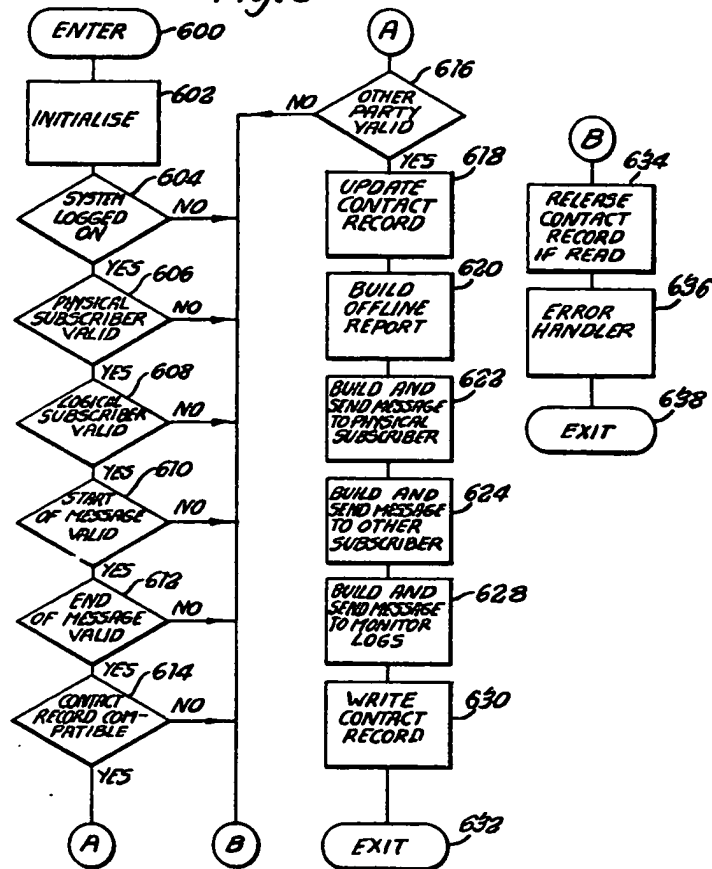 ENTER 600
INITIALISE 602
SYSTEM
LOGGED
ON
604
NO
YES
PHYSICAL
SUBSCRIBER
VALID
606
NO
YES
LOGICAL
SUBSCRIBER
VALID
608
NO
YES
START
OF MESSAGE
VALID
610
NO
YES
END
OF MESSAGE
VALID
612
NO
YES
CONTACT
RECORD COM-
PATIBLE
614
NO
YES
A
B
A
OTHER
PARTY
VALID
616
NO
YES
UPDATE
CONTACT
RECORD
618
BUILD
OFFLINE
REPORT
620
BUILD AND
SEND MESSAGE
TO PHYSICAL
SUBSCRIBER
622
BUILD AND
SEND MESSAGE
TO OTHER
SUBSCRIBER
624
BUILD AND
SEND MESSAGE
TO MONITOR
LOGS
628
WRITE
CONTACT
RECORD
630
EXIT
632
B
RELEASE
CONTACT
RECORD
IF READ
634
ERROR
HANDLER
636
EXIT
638